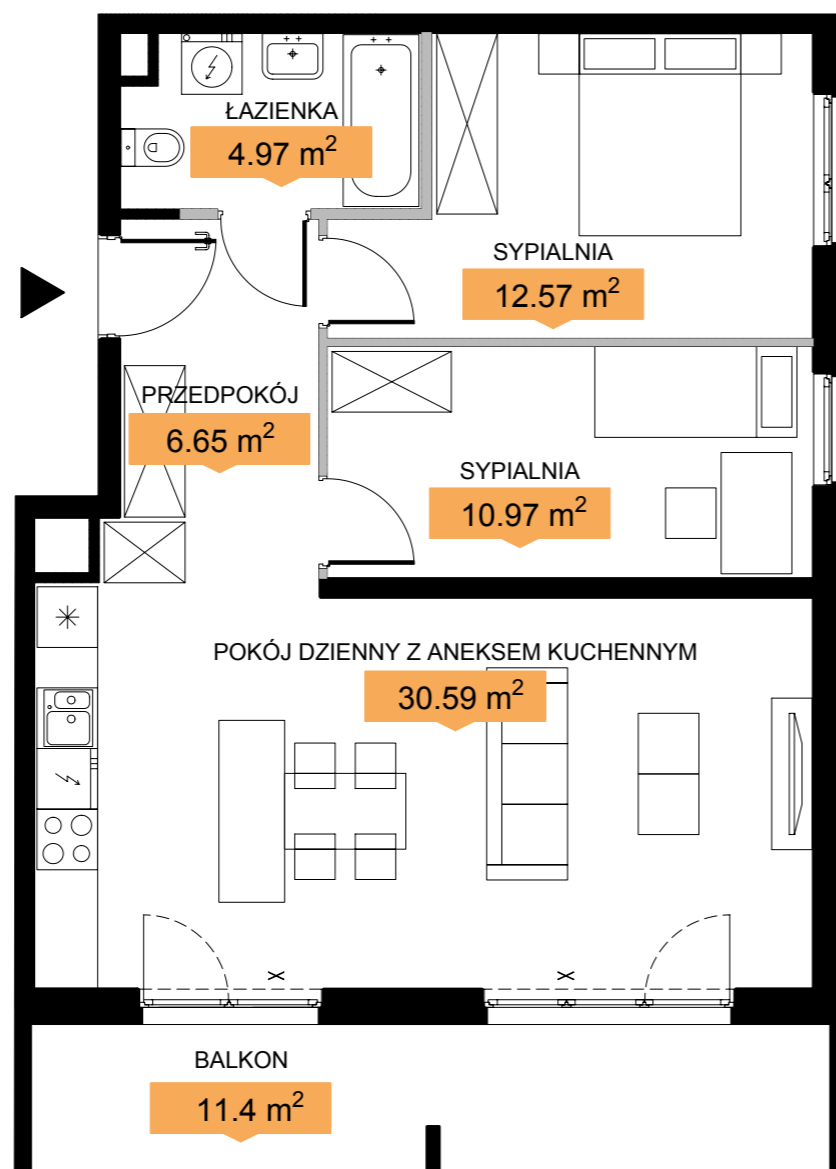 ŁAZIENKA
4.97 m²
SYPIALNIA
12.57 m²
PRZEDPOKÓJ
6.65 m²
SYPIALNIA
10.97 m²
POKÓJ DZIENNY Z ANEKSEM KUCHENNYM
30.59 m²
BALKON
11.4 m²